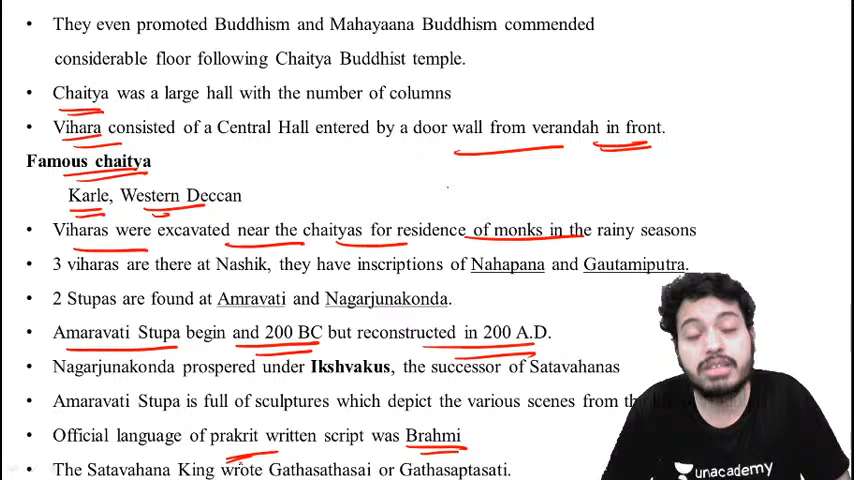 • They even promoted Buddhism and Mahayaana Buddhism commended
considerable floor following Chaitya Buddhist temple.
• Chaitya was a large hall with the number of columns
• Vihara consisted of a Central Hall entered by a door wall from verandah in front.
Famous chaitya
Karle, Western Deccan
• Viharas were excavated near the chaityas for residence of monks in the rainy seasons
• 3 viharas are there at Nashik, they have inscriptions of Nahapana and Gautamiputra.
• 2 Stupas are found at Amravati and Nagarjunakonda.
• Amaravati Stupa begin and 200 BC but reconstructed in 200 A.D.
• Nagarjunakonda prospered under Ikshvakus, the successor of Satavahanas
• Amaravati Stupa is full of sculptures which depict the various scenes from
• Official language of prakrit written script was Brahmi
• The Satavahana King wrote Gathasathasai or Gathasaptasati.
unacademy